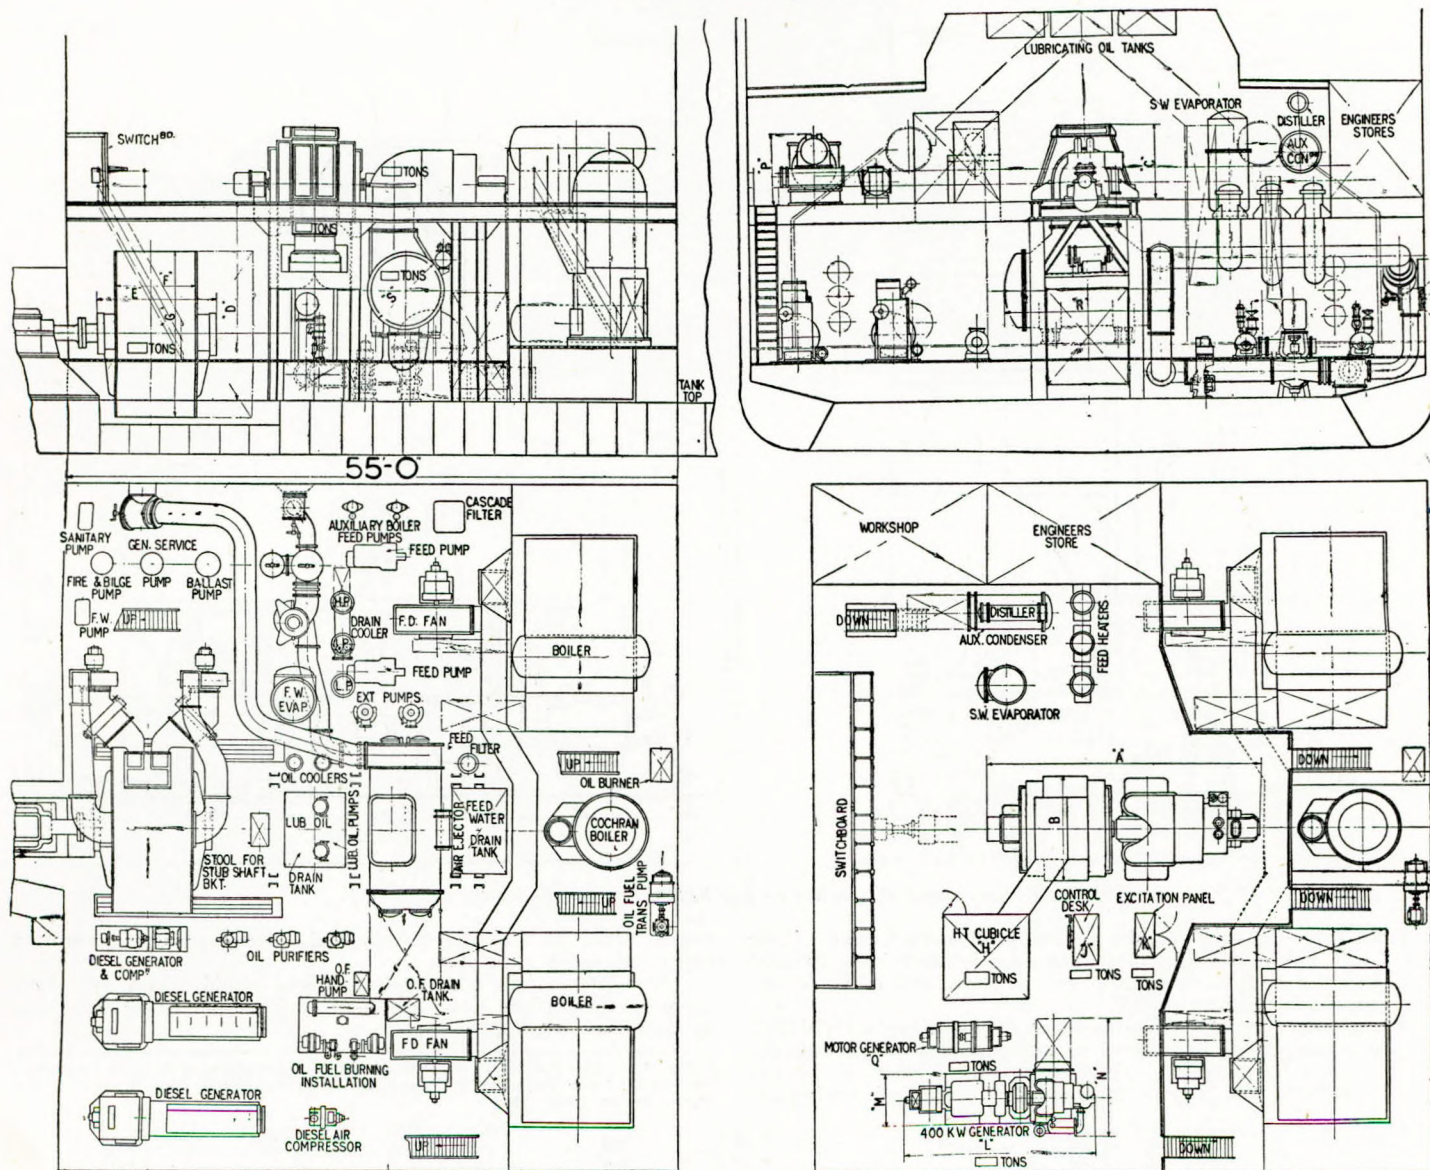 LUBRICATING OIL TANKS
SWITCH BD.
TONS
TONS
TONS
TONS
"E"
"F"
"G"
"D"
"S"
TANK
TOP
S.W. EVAPORATOR
DISTILLER
AUX
CON
ENGINEERS
STORES
"P"
"C"
"R"
55'-0"
SANITARY
PUMP
GEN. SERVICE
FIRE & BILGE
PUMP
PUMP
BALLAST
PUMP
F.W.
PUMP
UP
AUXILIARY BOILER
FEED PUMPS
CASCADE
FILTER
FEED PUMP
H.P.
DRAIN
COOLER
F.D. FAN
I.P.
FEED PUMP
L.P.
F.W.
EVAP.
EXT PUMPS
BOILER
FEED
FILTER
OIL COOLERS
UP
OIL BURNER
LUB. OIL
LUB. OIL PUMPS
AIR EJECTOR
FEED
WATER
DRAIN
TANK
COCHRAN
BOILER
STOOL FOR
STUB SHAFT
BKT.
DRAIN
TANK
UP
OIL FUEL
TRANS PUMP
DIESEL GENERATOR
& COMPR
OIL PURIFIERS
O.F.
HAND
PUMP
O.F. DRAIN
TANK.
DIESEL GENERATOR
BOILER
F D FAN
OIL FUEL BURNING
INSTALLATION
DIESEL GENERATOR
DIESEL AIR
COMPRESSOR
UP
WORKSHOP
ENGINEERS
STORE
DOWN
DISTILLER
AUX. CONDENSER
FEED HEATERS
S.W. EVAPORATOR
"A"
DOWN
SWITCHBOARD
B
CONTROL
DESK
EXCITATION PANEL
DOWN
H T CUBICLE
"H"
"J"
"K"
TONS
TONS
TONS
MOTOR GENERATOR
"Q"
TONS
"M"
"N"
400 K W GENERATOR
"L"
TONS
DOWN